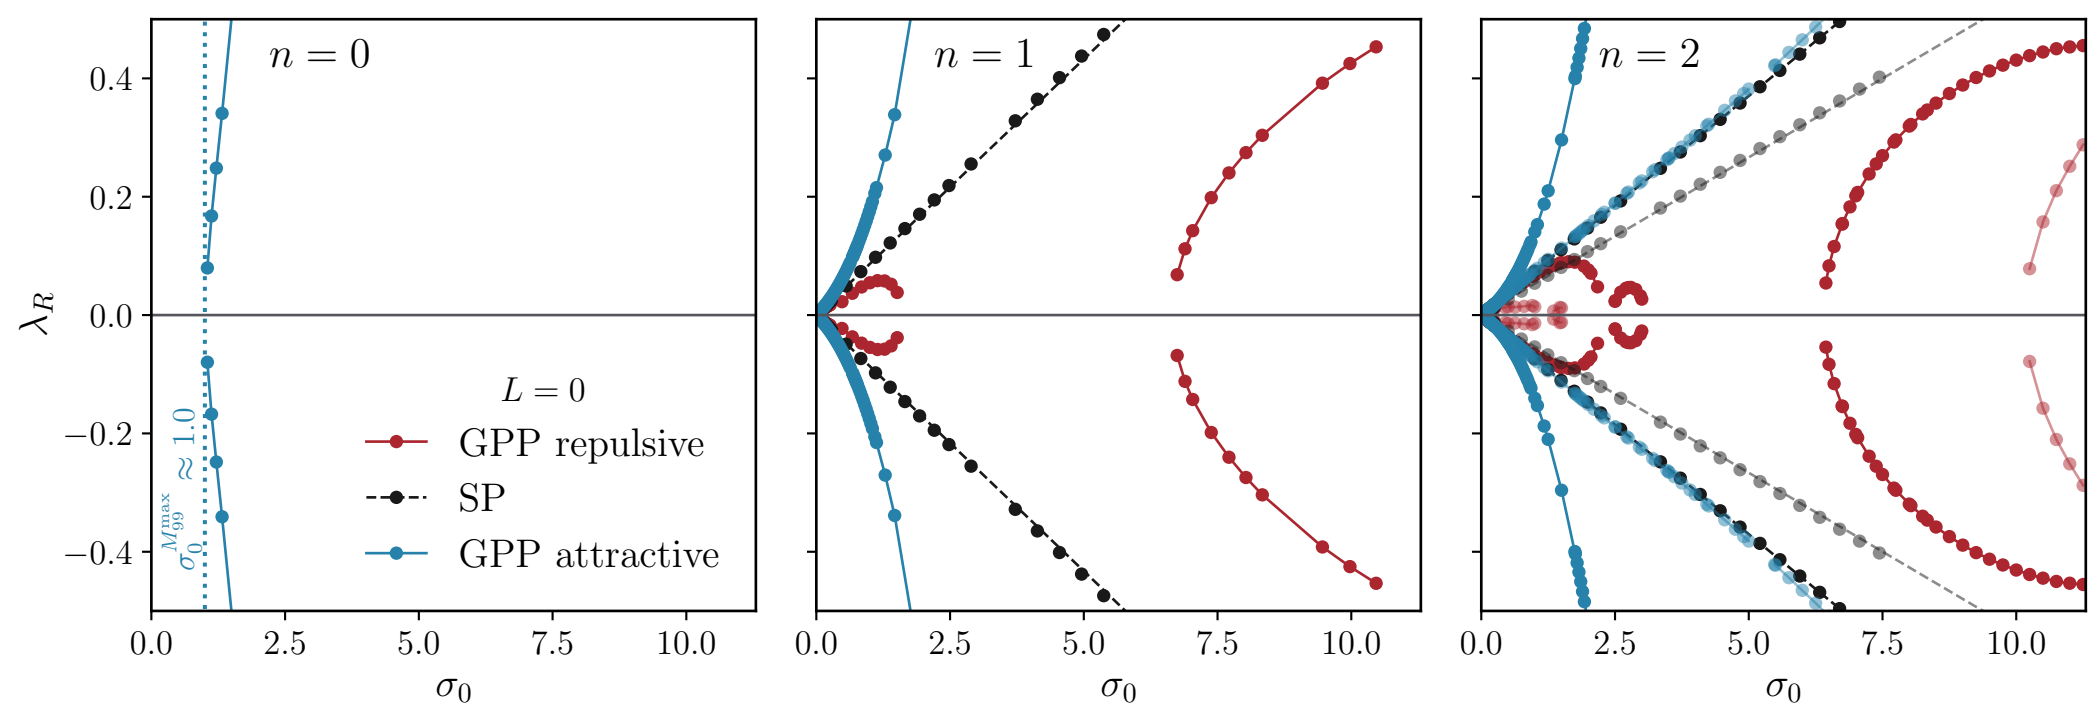 n = 0
n = 1
n = 2
0.4
0.2
0.0
−0.2
−0.4
λ_R
σ_0^{M_{99}^{max}} ≈ 1.0
L = 0
GPP repulsive
SP
GPP attractive
0.0 2.5 5.0 7.5 10.0
0.0 2.5 5.0 7.5 10.0
0.0 2.5 5.0 7.5 10.0
σ_0
σ_0
σ_0